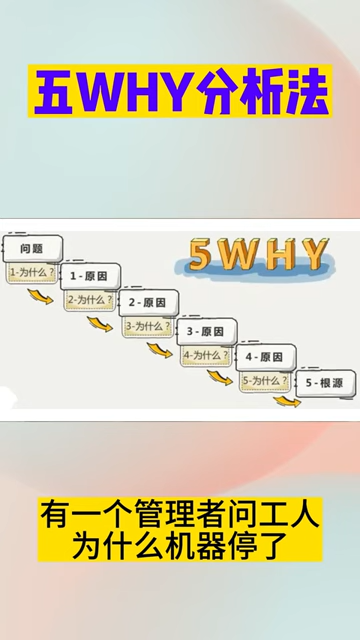 五WHY分析法
5WHY
问题
1-为什么？
1-原因
2-为什么？
2-原因
3-为什么？
3-原因
4-为什么？
4-原因
5-为什么？
5-根源
有一个管理者问工人
为什么机器停了